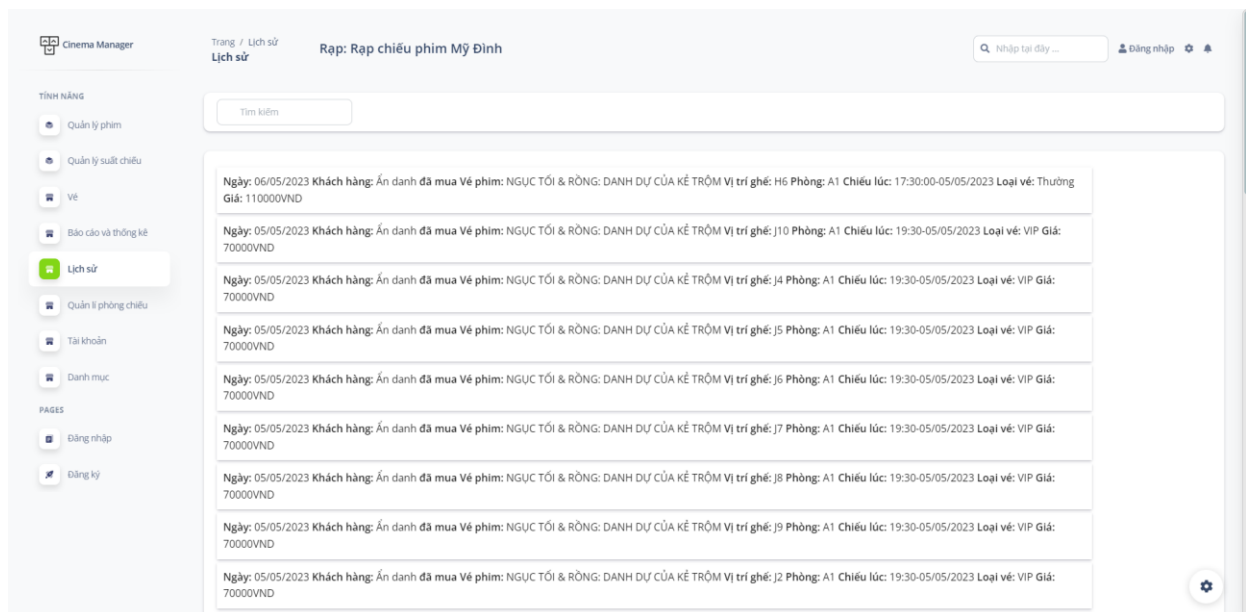 Cinema Manager
Trang / Lịch sử
Lịch sử
Rạp: Rạp chiếu phim Mỹ Đình
Nhập tại đây ...
Đăng nhập
TÍNH NĂNG
Quản lý phim
Quản lý suất chiếu
Vé
Báo cáo và thống kê
Lịch sử
Quản lí phòng chiếu
Tài khoản
Danh mục
PAGES
Đăng nhập
Đăng ký
Tìm kiếm
Ngày: 06/05/2023 Khách hàng: Ẩn danh đã mua Vé phim: NGỤC TỐI & RỒNG: DANH DỰ CỦA KẺ TRỘM Vị trí ghế: H6 Phòng: A1 Chiếu lúc: 17:30:00-05/05/2023 Loại vé: Thường
Giá: 110000VND
Ngày: 05/05/2023 Khách hàng: Ẩn danh đã mua Vé phim: NGỤC TỐI & RỒNG: DANH DỰ CỦA KẺ TRỘM Vị trí ghế: J10 Phòng: A1 Chiếu lúc: 19:30-05/05/2023 Loại vé: VIP Giá:
70000VND
Ngày: 05/05/2023 Khách hàng: Ẩn danh đã mua Vé phim: NGỤC TỐI & RỒNG: DANH DỰ CỦA KẺ TRỘM Vị trí ghế: J4 Phòng: A1 Chiếu lúc: 19:30-05/05/2023 Loại vé: VIP Giá:
70000VND
Ngày: 05/05/2023 Khách hàng: Ẩn danh đã mua Vé phim: NGỤC TỐI & RỒNG: DANH DỰ CỦA KẺ TRỘM Vị trí ghế: J5 Phòng: A1 Chiếu lúc: 19:30-05/05/2023 Loại vé: VIP Giá:
70000VND
Ngày: 05/05/2023 Khách hàng: Ẩn danh đã mua Vé phim: NGỤC TỐI & RỒNG: DANH DỰ CỦA KẺ TRỘM Vị trí ghế: J6 Phòng: A1 Chiếu lúc: 19:30-05/05/2023 Loại vé: VIP Giá:
70000VND
Ngày: 05/05/2023 Khách hàng: Ẩn danh đã mua Vé phim: NGỤC TỐI & RỒNG: DANH DỰ CỦA KẺ TRỘM Vị trí ghế: J7 Phòng: A1 Chiếu lúc: 19:30-05/05/2023 Loại vé: VIP Giá:
70000VND
Ngày: 05/05/2023 Khách hàng: Ẩn danh đã mua Vé phim: NGỤC TỐI & RỒNG: DANH DỰ CỦA KẺ TRỘM Vị trí ghế: J8 Phòng: A1 Chiếu lúc: 19:30-05/05/2023 Loại vé: VIP Giá:
70000VND
Ngày: 05/05/2023 Khách hàng: Ẩn danh đã mua Vé phim: NGỤC TỐI & RỒNG: DANH DỰ CỦA KẺ TRỘM Vị trí ghế: J9 Phòng: A1 Chiếu lúc: 19:30-05/05/2023 Loại vé: VIP Giá:
70000VND
Ngày: 05/05/2023 Khách hàng: Ẩn danh đã mua Vé phim: NGỤC TỐI & RỒNG: DANH DỰ CỦA KẺ TRỘM Vị trí ghế: J2 Phòng: A1 Chiếu lúc: 19:30-05/05/2023 Loại vé: VIP Giá:
70000VND